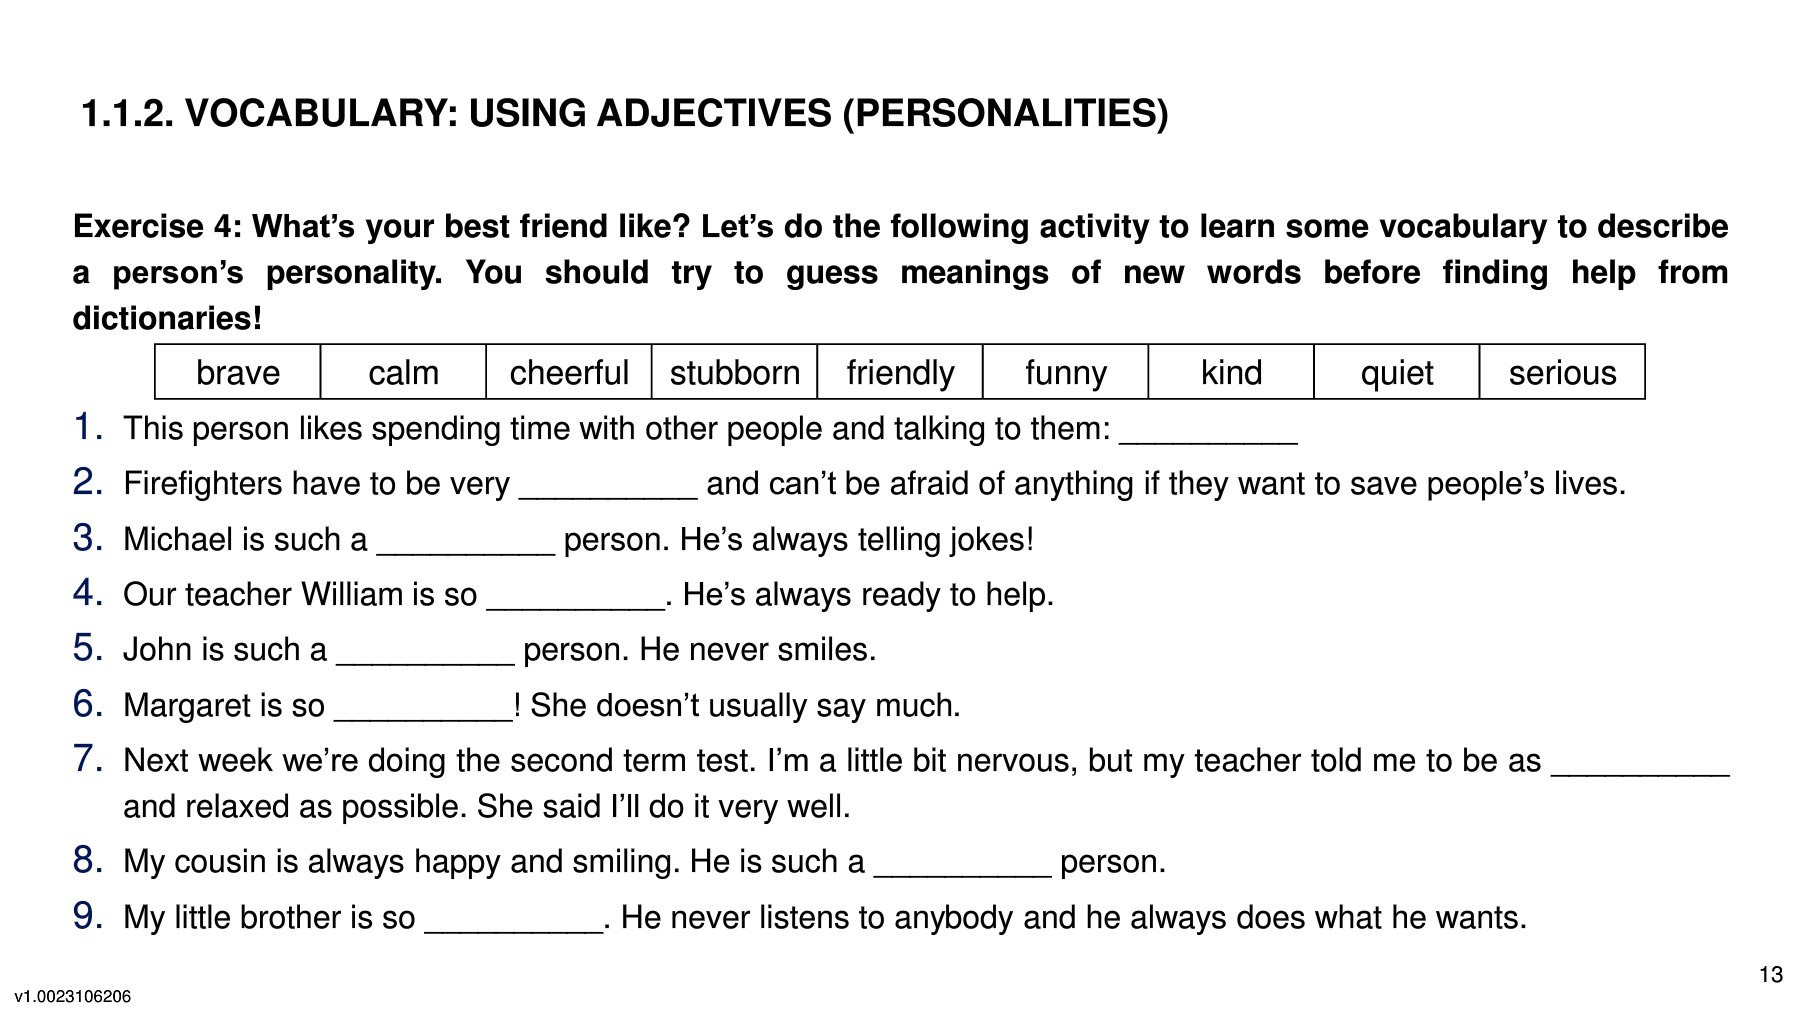 1.1.2. VOCABULARY: USING ADJECTIVES (PERSONALITIES)
Exercise 4: What’s your best friend like? Let’s do the following activity to learn some vocabulary to describe
a person’s personality. You should try to guess meanings of new words before finding help from
dictionaries!
brave calm cheerful stubborn friendly funny kind quiet serious
1. This person likes spending time with other people and talking to them: __________
2. Firefighters have to be very __________ and can’t be afraid of anything if they want to save people’s lives.
3. Michael is such a __________ person. He’s always telling jokes!
4. Our teacher William is so __________. He’s always ready to help.
5. John is such a __________ person. He never smiles.
6. Margaret is so __________! She doesn’t usually say much.
7. Next week we’re doing the second term test. I’m a little bit nervous, but my teacher told me to be as __________
and relaxed as possible. She said I’ll do it very well.
8. My cousin is always happy and smiling. He is such a __________ person.
9. My little brother is so __________. He never listens to anybody and he always does what he wants.
13
v1.0023106206